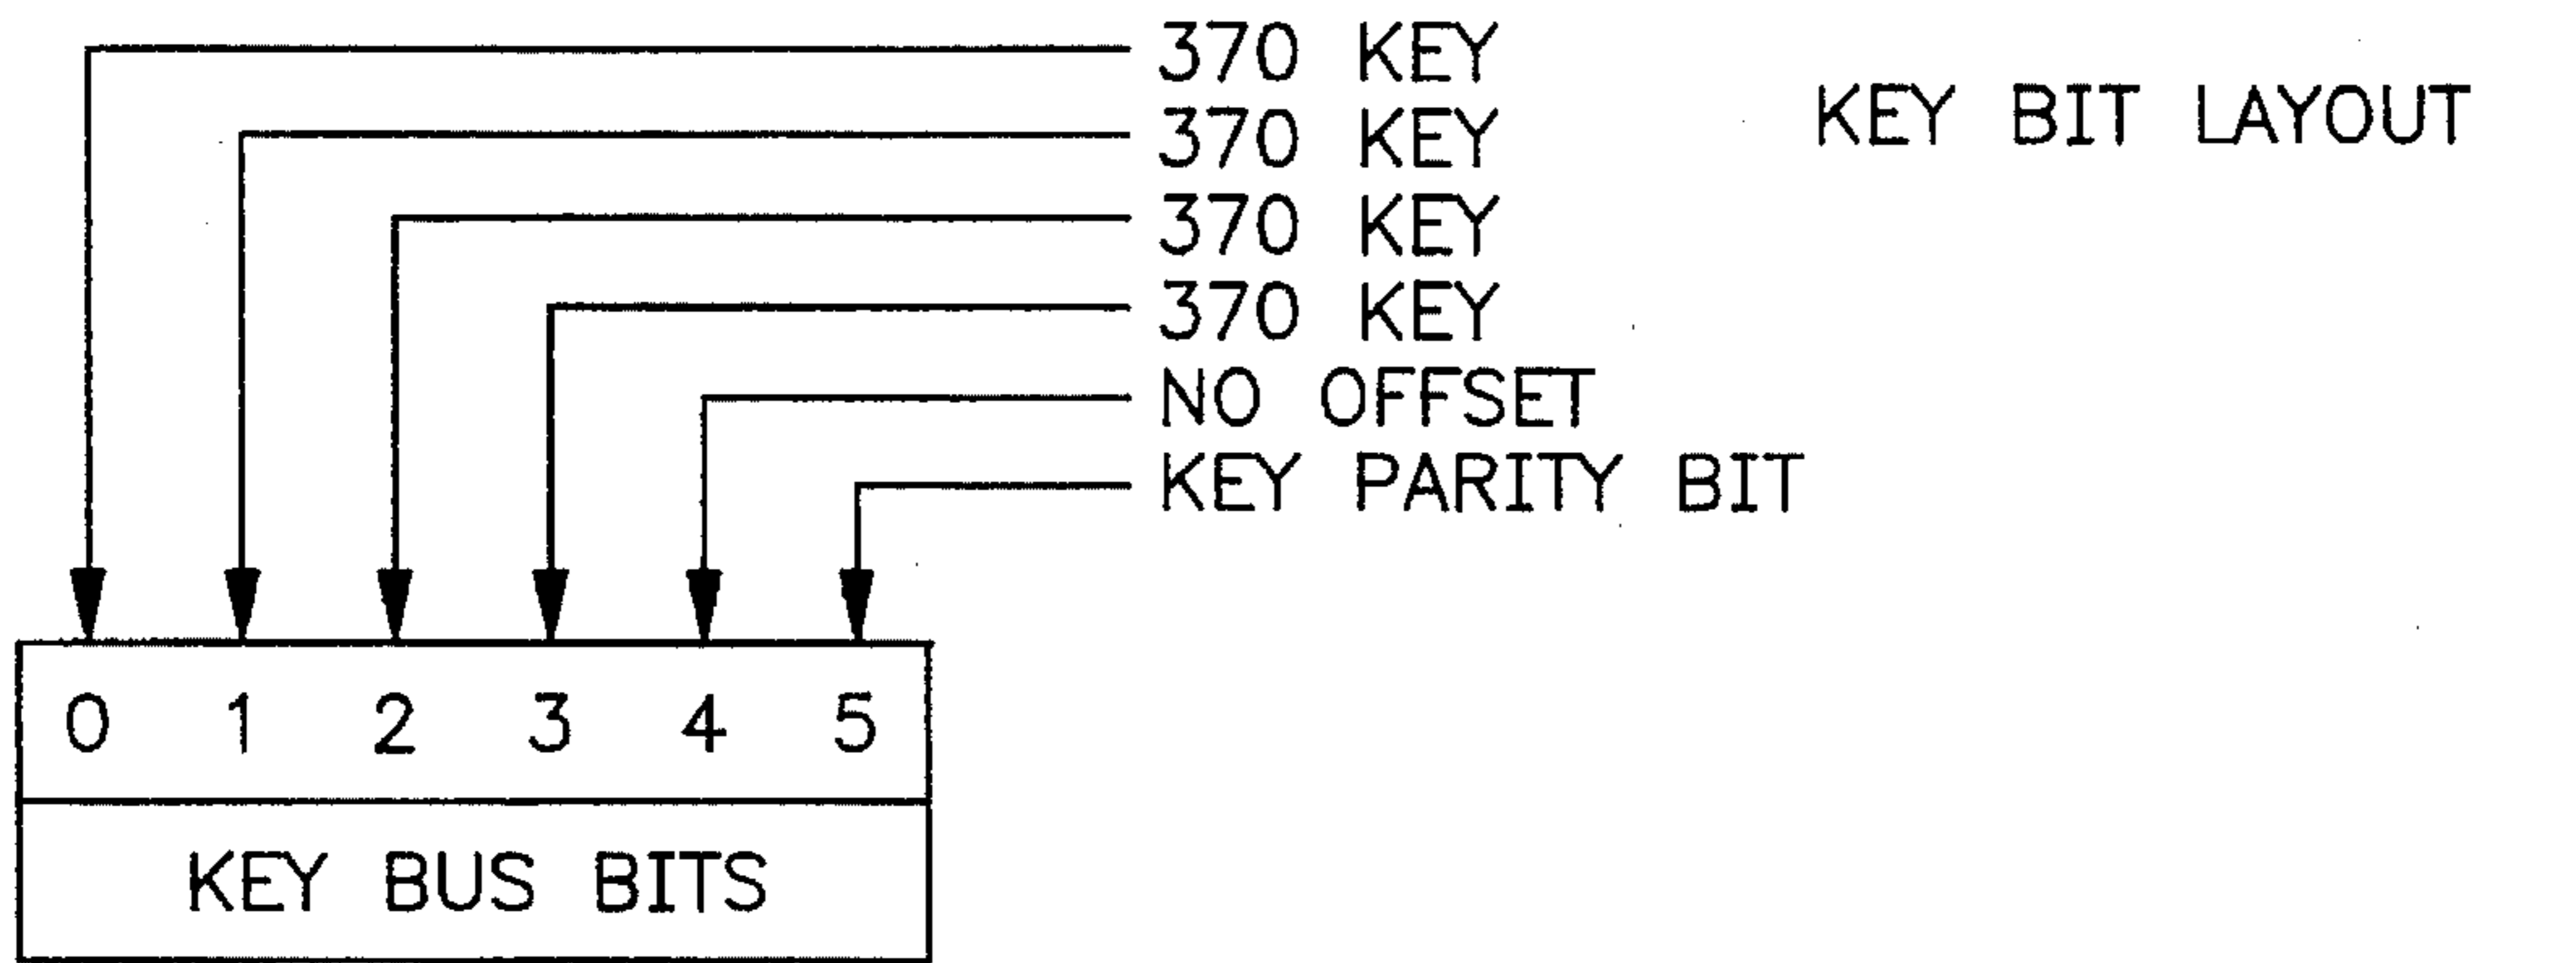 370 KEY
370 KEY
KEY BIT LAYOUT
370 KEY
370 KEY
NO OFFSET
KEY PARITY BIT
0 1 2 3 4 5
KEY BUS BITS